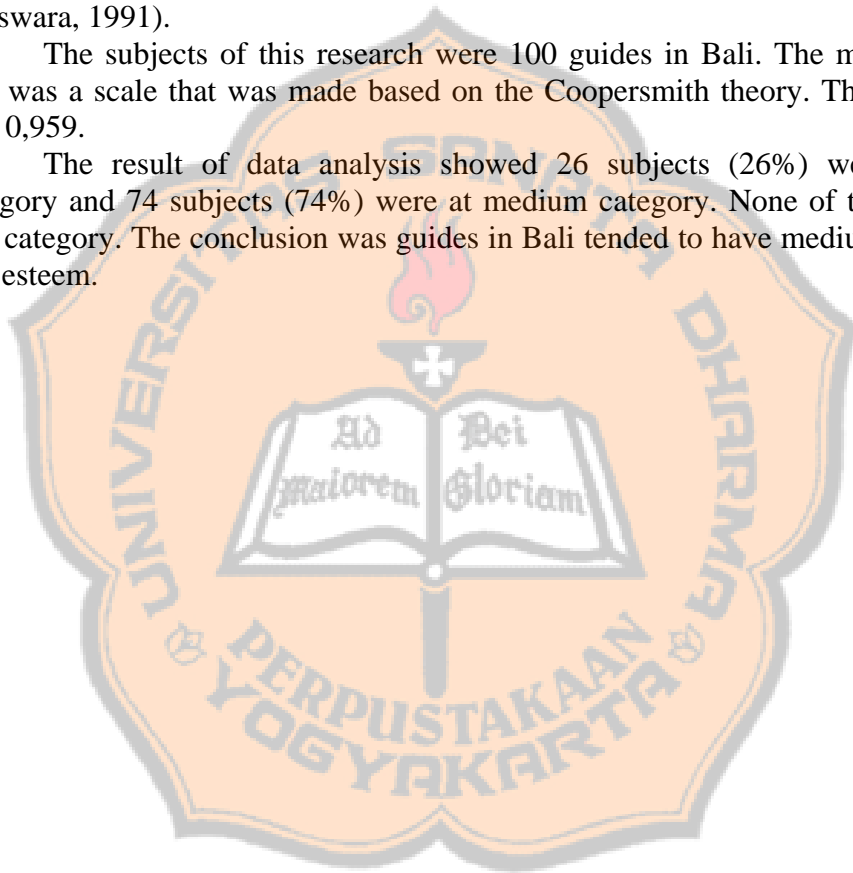 swara, 1991).
The subjects of this research were 100 guides in Bali. The m
was a scale that was made based on the Coopersmith theory. Th
0,959.
The result of data analysis showed 26 subjects (26%) we
gory and 74 subjects (74%) were at medium category. None of t
category. The conclusion was guides in Bali tended to have mediu
esteem.
UNIVERSITAS SANATA DHARMA
Ad Dei
maiorem Gloriam
PERPUSTAKAAN
YOGYAKARTA